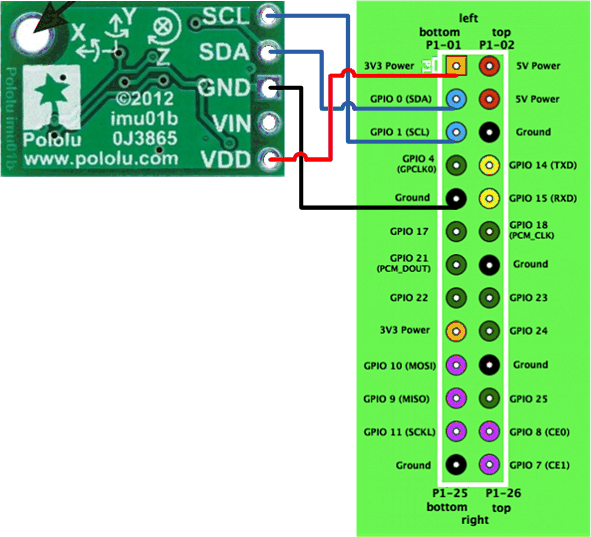 SCL
SDA
GND
VIN
VDD
X
Y
Z
©2012
imu01b
0J3865
Pololu
www.pololu.com
Pololu imu01b
left
bottom top
P1-01 P1-02
3V3 Power 5V Power
GPIO 0 (SDA) 5V Power
GPIO 1 (SCL) Ground
GPIO 4 GPIO 14 (TXD)
(GPCLK0)
Ground GPIO 15 (RXD)
GPIO 17 GPIO 18
(PCM_CLK)
GPIO 21 Ground
(PCM_DOUT)
GPIO 22 GPIO 23
3V3 Power GPIO 24
GPIO 10 (MOSI) Ground
GPIO 9 (MISO) GPIO 25
GPIO 11 (SCKL) GPIO 8 (CE0)
Ground GPIO 7 (CE1)
P1-25 P1-26
bottom top
right